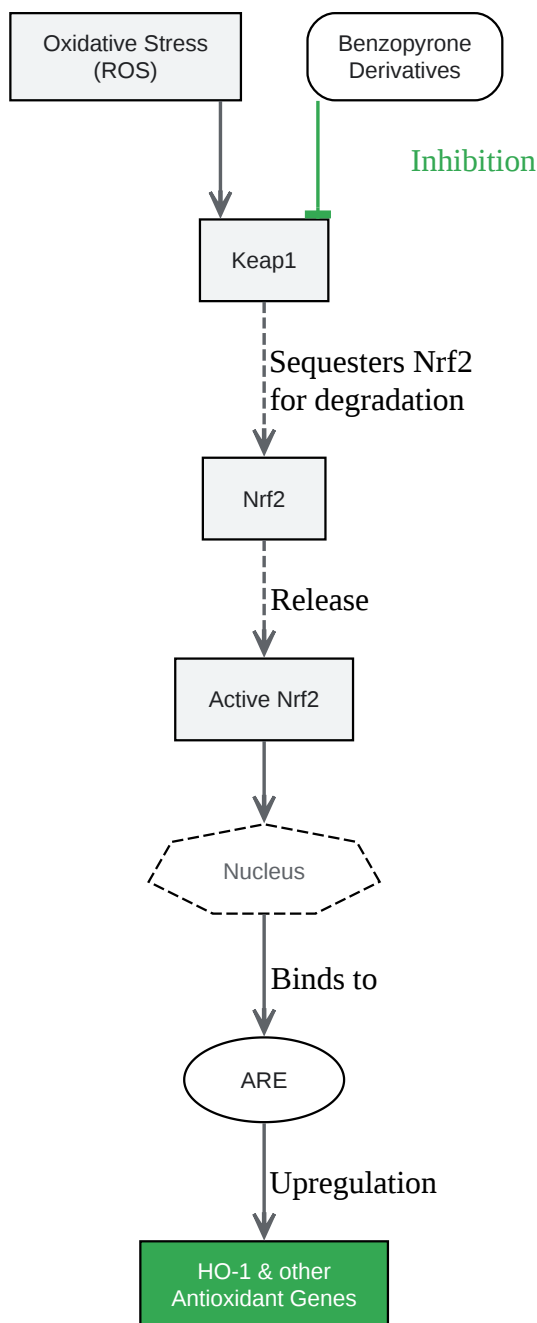 Oxidative Stress
(ROS)
Benzopyrone
Derivatives
Inhibition
Keap1
Sequesters Nrf2
for degradation
Nrf2
Release
Active Nrf2
Nucleus
Binds to
ARE
Upregulation
HO-1 & other
Antioxidant Genes